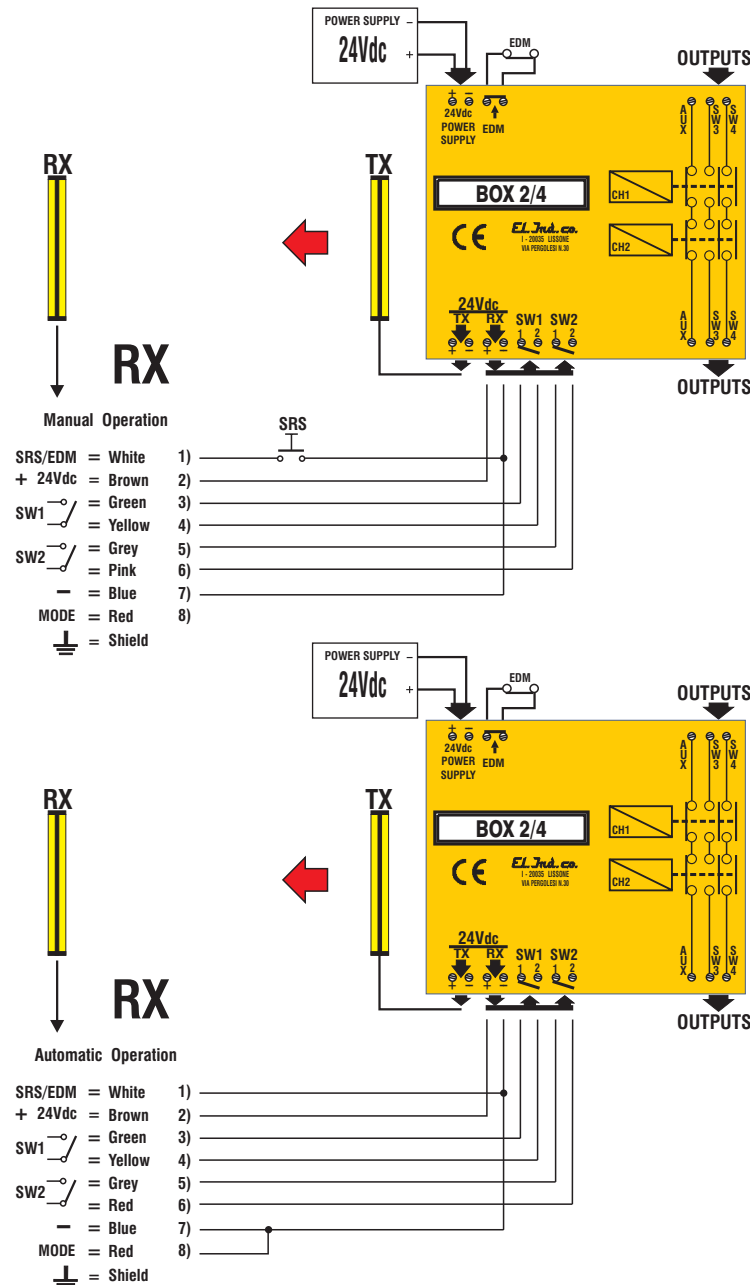 POWER SUPPLY –
24Vdc +
EDM
OUTPUTS
+ –
24Vdc
POWER
SUPPLY
EDM
AUX
SW3
SW4
RX
TX
BOX 2/4
CH1
CH2
CE
EL.Ind.co.
I - 20035 LISSONE
VIA PERGOLESI N.30
24Vdc
TX RX SW1 SW2
1 2 1 2
+ – + –
AUX
SW3
SW4
OUTPUTS
RX
Manual Operation
SRS
SRS/EDM = White 1)
+ 24Vdc = Brown 2)
SW1 = Green 3)
= Yellow 4)
SW2 = Grey 5)
= Pink 6)
– = Blue 7)
MODE = Red 8)
= Shield
POWER SUPPLY –
24Vdc +
EDM
OUTPUTS
+ –
24Vdc
POWER
SUPPLY
EDM
AUX
SW3
SW4
RX
TX
BOX 2/4
CH1
CH2
CE
EL.Ind.co.
I - 20035 LISSONE
VIA PERGOLESI N.30
24Vdc
TX RX SW1 SW2
1 2 1 2
+ – + –
AUX
SW3
SW4
OUTPUTS
RX
Automatic Operation
SRS/EDM = White 1)
+ 24Vdc = Brown 2)
SW1 = Green 3)
= Yellow 4)
SW2 = Grey 5)
= Red 6)
– = Blue 7)
MODE = Red 8)
= Shield